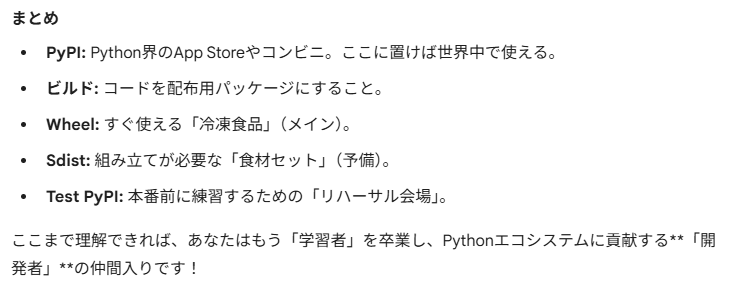 まとめ
• PyPI: Python界のApp Storeやコンビニ。ここに置けば世界中で使える。
• ビルド: コードを配布用パッケージにすること。
• Wheel: すぐ使える「冷凍食品」（メイン）。
• Sdist: 組み立てが必要な「食材セット」（予備）。
• Test PyPI: 本番前に練習するための「リハーサル会場」。
ここまで理解できれば、あなたはもう「学習者」を卒業し、Pythonエコシステムに貢献する**「開
発者」**の仲間入りです！